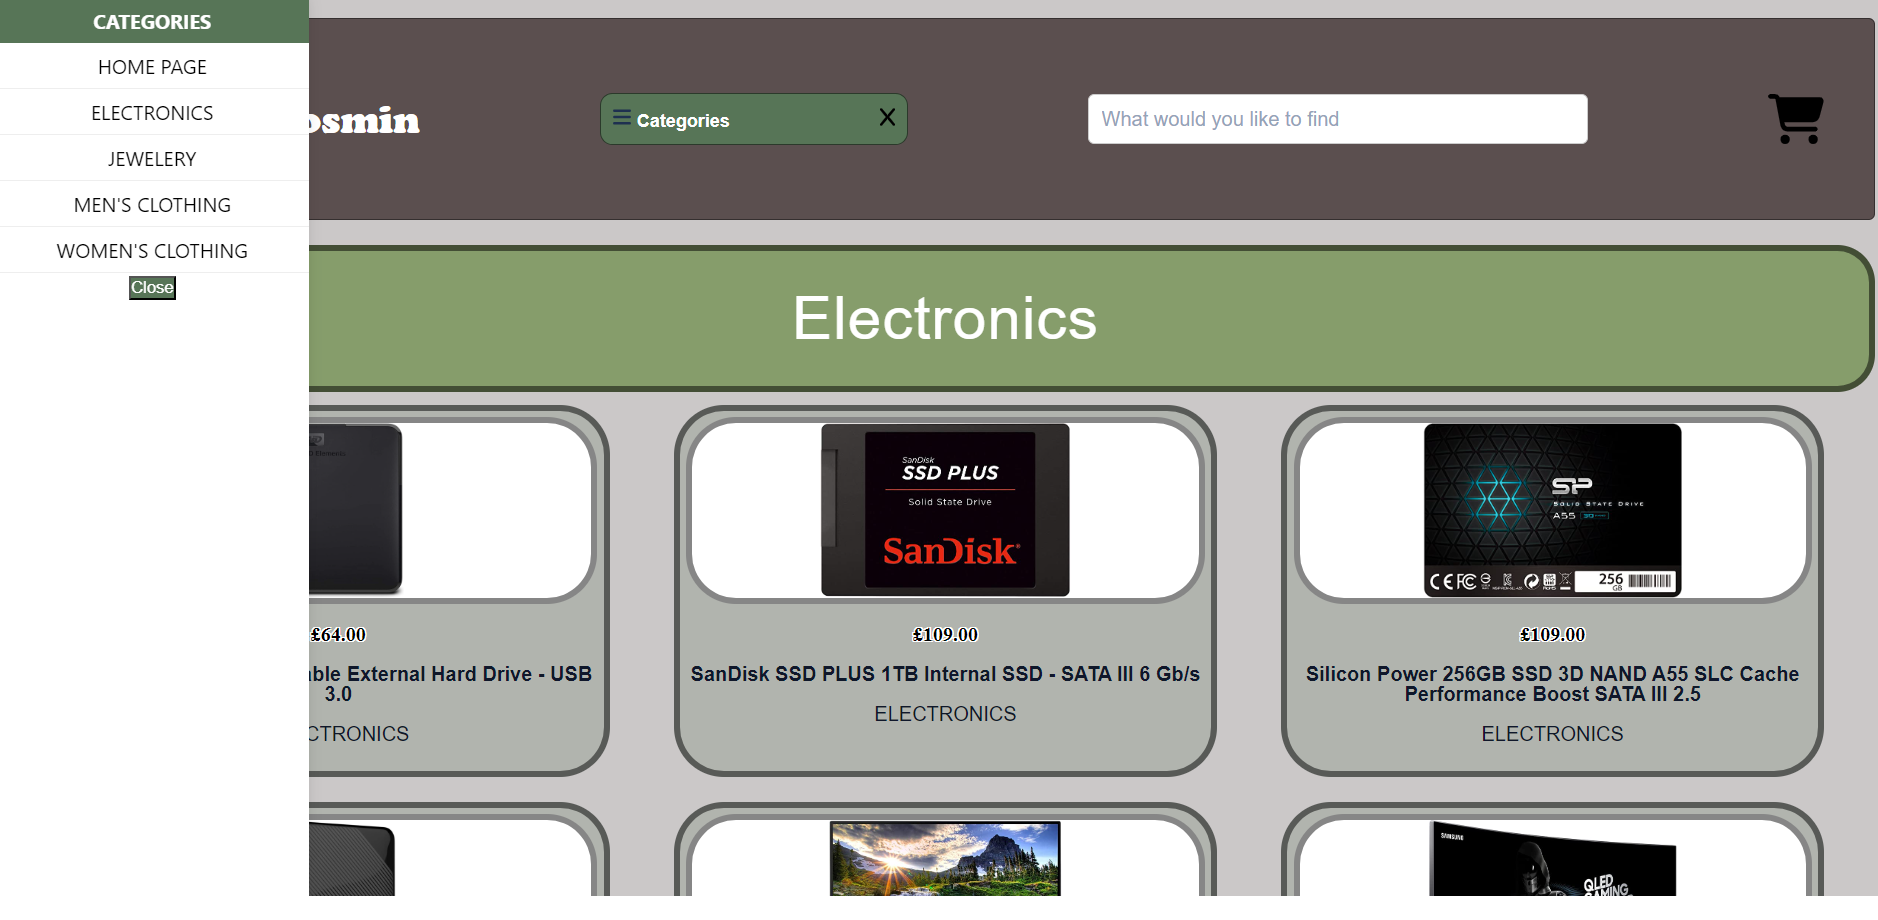 CATEGORIES
HOME PAGE
ELECTRONICS
JEWELERY
MEN'S CLOTHING
WOMEN'S CLOTHING
Close
osmin
Categories
X
What would you like to find
Electronics
£64.00
able External Hard Drive - USB
3.0
CTRONICS
SanDisk
SSD PLUS
Solid State Drive
SanDisk
£109.00
SanDisk SSD PLUS 1TB Internal SSD - SATA III 6 Gb/s
ELECTRONICS
SP
SOLID STATE DRIVE
A55
256
GB
£109.00
Silicon Power 256GB SSD 3D NAND A55 SLC Cache
Performance Boost SATA III 2.5
ELECTRONICS
SAMSUNG
QLED
GAMING